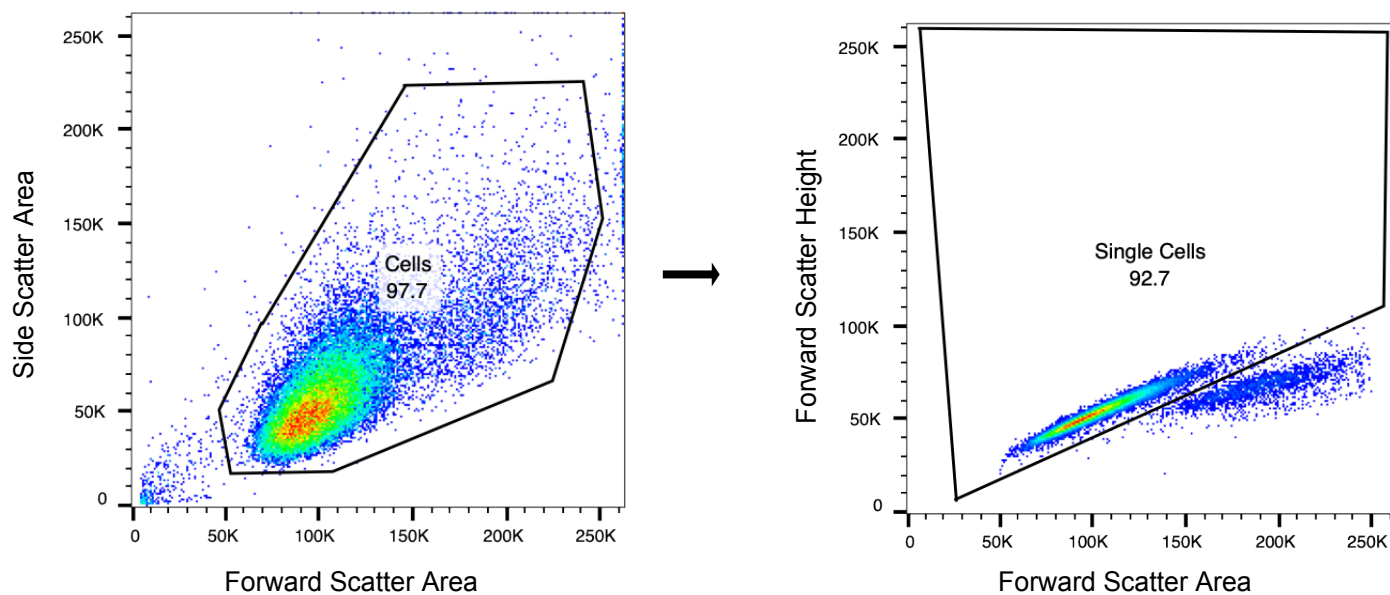 Side Scatter Area
250K
200K
150K
100K
50K
0
Cells
97.7
0
50K
100K
150K
200K
250K
Forward Scatter Area
Forward Scatter Height
250K
200K
150K
100K
50K
0
Single Cells
92.7
0
50K
100K
150K
200K
250K
Forward Scatter Area